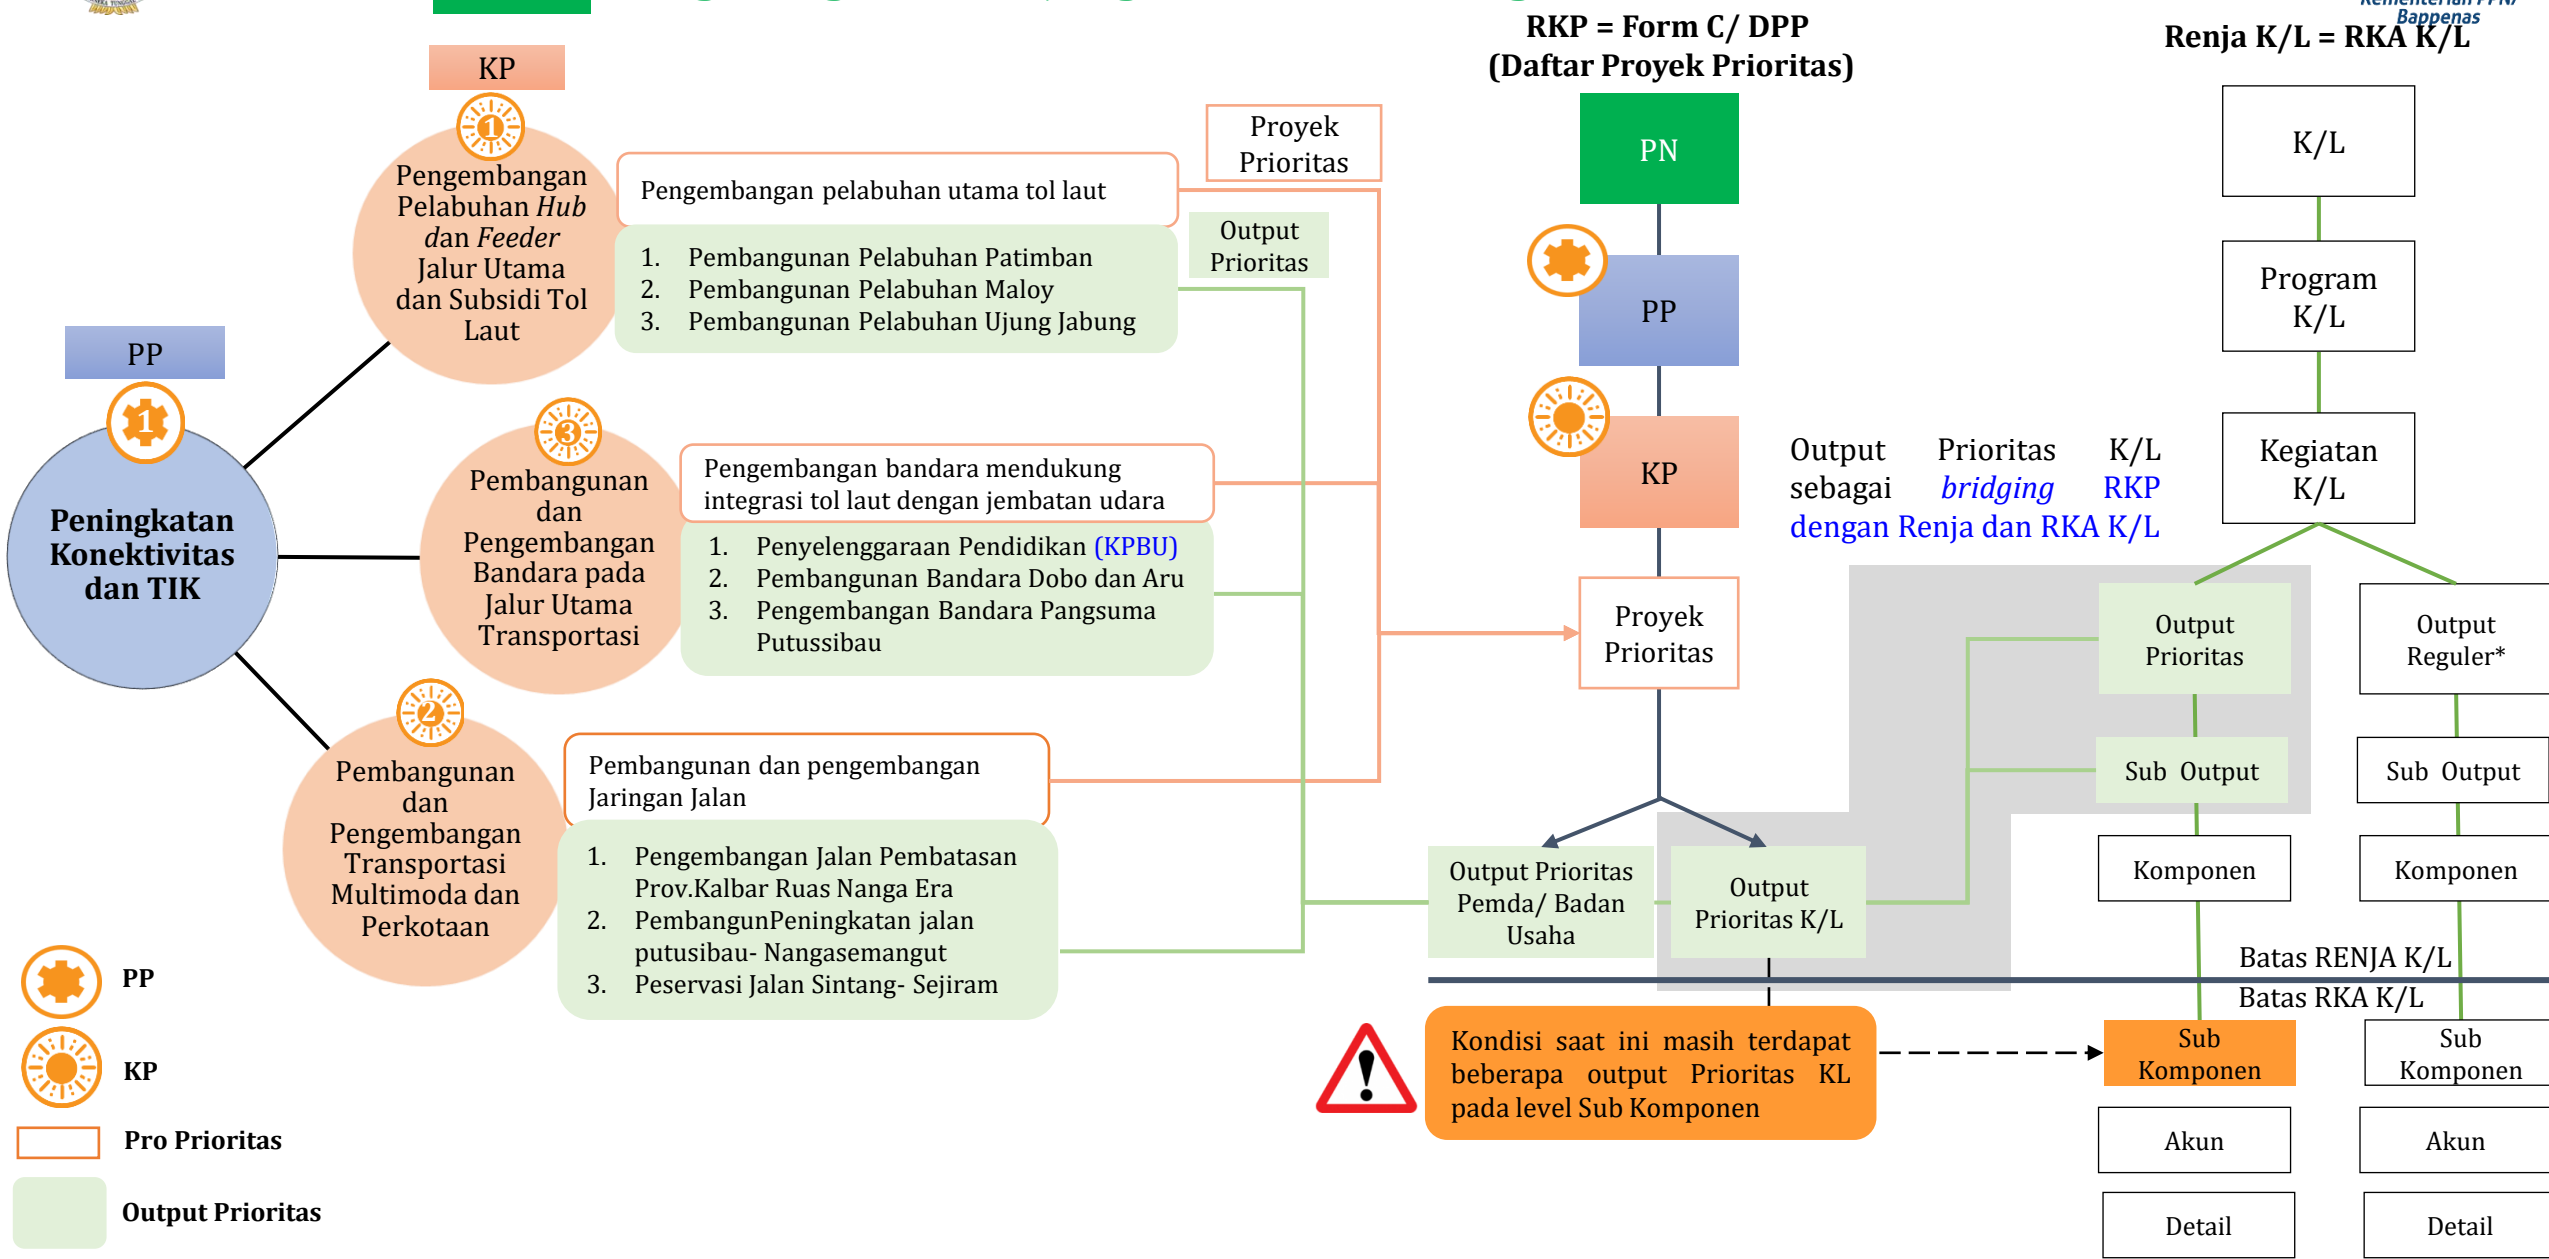 NEKA TUNGGAL
Kementerian PPN/
Bappenas
RKP = Form C/ DPP
(Daftar Proyek Prioritas)
Renja K/L = RKA K/L
KP
1
Pengembangan
Pelabuhan Hub
dan Feeder
Jalur Utama
dan Subsidi Tol
Laut
Pengembangan pelabuhan utama tol laut
1. Pembangunan Pelabuhan Patimban
2. Pembangunan Pelabuhan Maloy
3. Pembangunan Pelabuhan Ujung Jabung
Proyek
Prioritas
Output
Prioritas
PP
1
Peningkatan
Konektivitas
dan TIK
3
Pembangunan
dan
Pengembangan
Bandara pada
Jalur Utama
Transportasi
Pengembangan bandara mendukung
integrasi tol laut dengan jembatan udara
1. Penyelenggaraan Pendidikan (KPBU)
2. Pembangunan Bandara Dobo dan Aru
3. Pengembangan Bandara Pangsuma
Putussibau
2
Pembangunan
dan
Pengembangan
Transportasi
Multimoda dan
Perkotaan
Pembangunan dan pengembangan
Jaringan Jalan
1. Pengembangan Jalan Pembatasan
Prov.Kalbar Ruas Nanga Era
2. PembangunPeningkatan jalan
putusibau- Nangasemangut
3. Peservasi Jalan Sintang- Sejiram
PP
KP
Pro Prioritas
Output Prioritas
PN
PP
KP
Proyek
Prioritas
Output Prioritas
Pemda/ Badan
Usaha
Output
Prioritas K/L
Output Prioritas K/L
sebagai bridging RKP
dengan Renja dan RKA K/L
Kondisi saat ini masih terdapat
beberapa output Prioritas KL
pada level Sub Komponen
K/L
Program
K/L
Kegiatan
K/L
Output
Prioritas
Output
Reguler*
Sub Output
Sub Output
Komponen
Komponen
Batas RENJA K/L
Batas RKA K/L
Sub
Komponen
Sub
Komponen
Akun
Akun
Detail
Detail